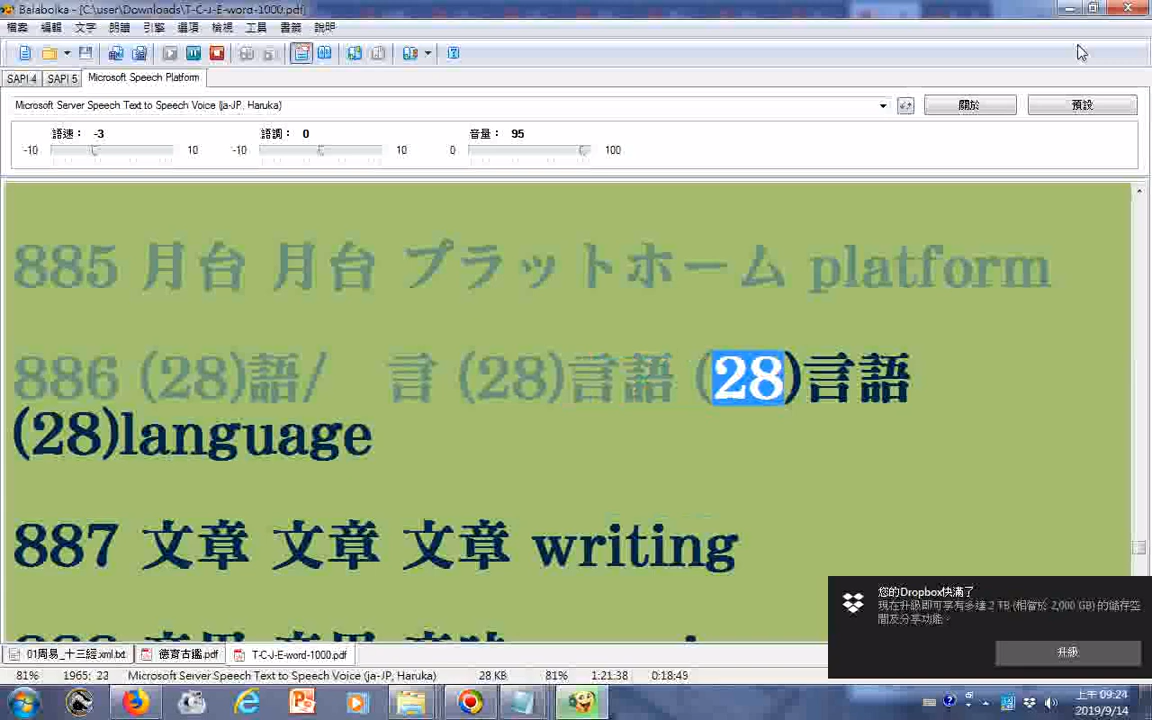 Balabolka - [C:\user\Downloads\T-C-J-E-word-1000.pdf]
檔案 編輯 文字 朗讀 引擎 選項 檢視 工具 書籤 說明
SAPI 4 SAPI 5 Microsoft Speech Platform
Microsoft Server Speech Text to Speech Voice (ja-JP, Haruka) 關於 預設
語速： -3 語調： 0 音量： 95
-10 10 -10 10 0 100
885 月台 月台 プラットホーム platform
886 (28)語/ 言 (28)言語 (28)言語
(28)language
887 文章 文章 文章 writing
您的Dropbox快滿了
現在升級即可享有多達 2 TB (相當於 2,000 GB) 的儲存空
間及分享功能。
升級
01周易_十三經.xml.txt 德育古鑑.pdf T-C-J-E-word-1000.pdf
81% 1965: 23 Microsoft Server Speech Text to Speech Voice (ja-JP, Haruka) 28 KB 81% 1:21:38 0:18:49
上午 09:24
2019/9/14